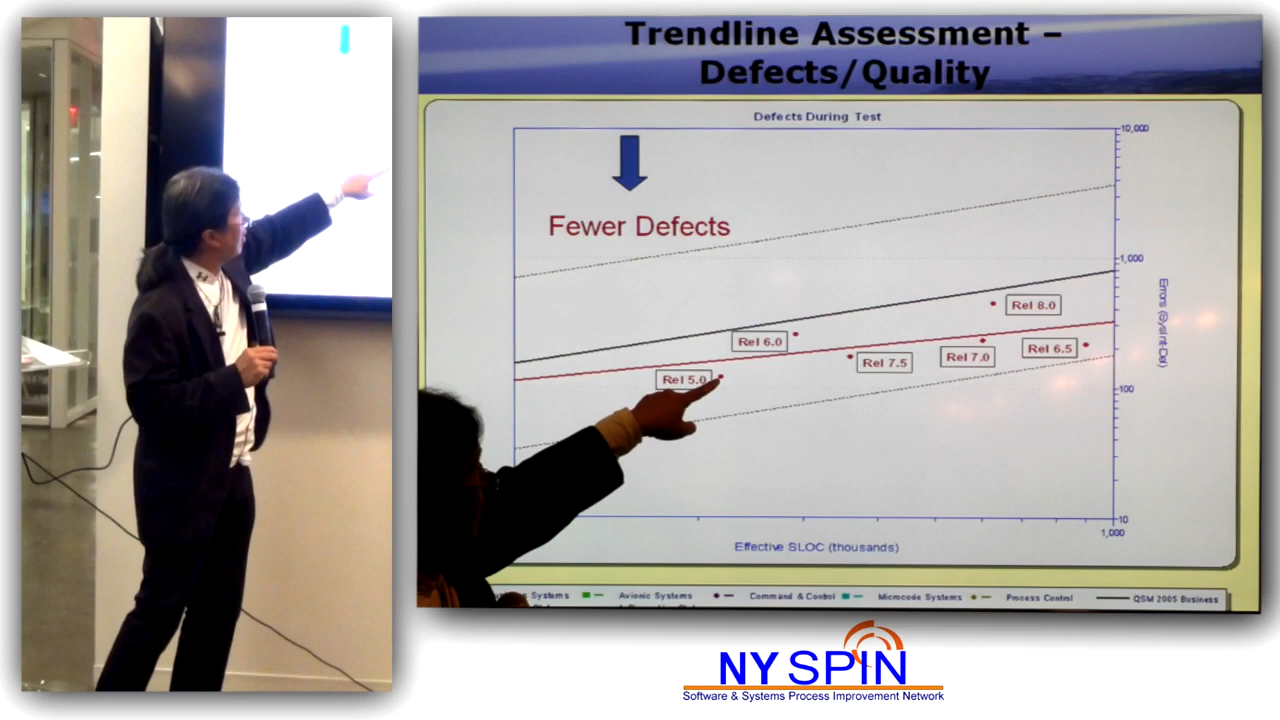 Trendline Assessment –
Defects/Quality
Defects During Test
10,000
Fewer Defects
1,000
Errors (SysInt-Del)
Rel 8.0
Rel 6.0
Rel 7.5
Rel 7.0
Rel 6.5
Rel 5.0
100
10
1,000
Effective SLOC (thousands)
Systems
Avionic Systems
Command & Control
Microcode Systems
Process Control
QSM 2005 Business
NY SPIN
Software & Systems Process Improvement Network